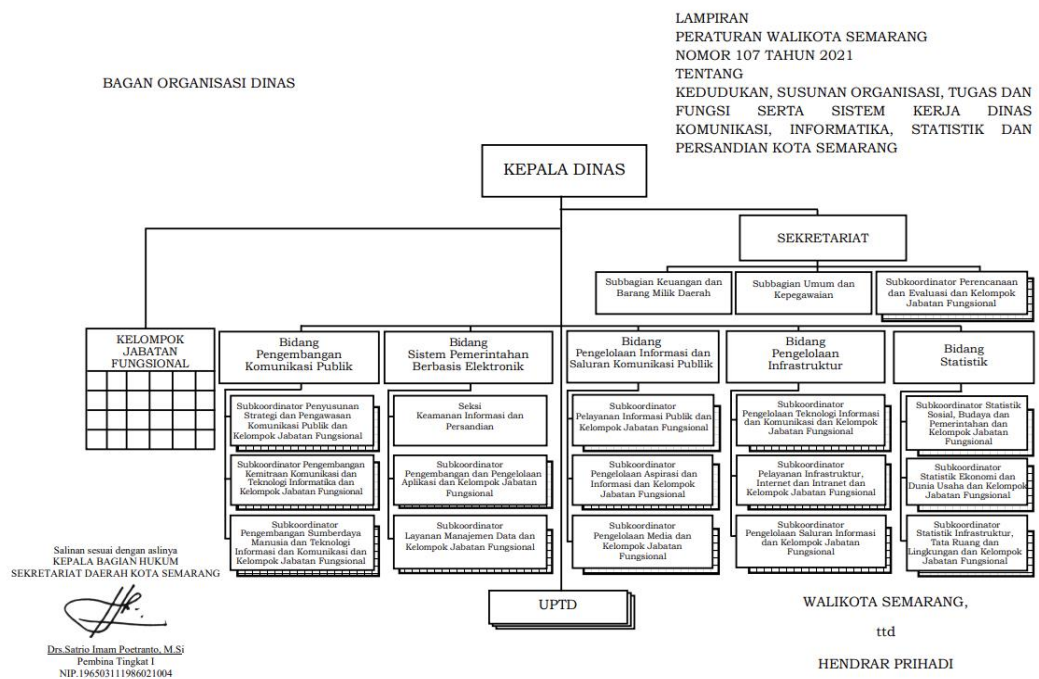 LAMPIRAN
PERATURAN WALIKOTA SEMARANG
NOMOR 107 TAHUN 2021
TENTANG
KEDUDUKAN, SUSUNAN ORGANISASI, TUGAS DAN
FUNGSI SERTA SISTEM KERJA DINAS
KOMUNIKASI, INFORMATIKA, STATISTIK DAN
PERSANDIAN KOTA SEMARANG
BAGAN ORGANISASI DINAS
KEPALA DINAS
SEKRETARIAT
Subbagian Keuangan dan
Barang Milik Daerah
Subbagian Umum dan
Kepegawaian
Subkoordinator Perencanaan
dan Evaluasi dan Kelompok
Jabatan Fungsional
KELOMPOK
JABATAN
FUNGSIONAL
Bidang
Pengembangan
Komunikasi Publik
Subkoordinator Penyusunan
Strategi dan Pengawasan
Komunikasi Publik dan
Kelompok Jabatan Fungsional
Subkoordinator Pengembangan
Kemitraan Komunikasi dan
Teknologi Informatika dan
Kelompok Jabatan Fungsional
Subkoordinator
Pengembangan Sumberdaya
Manusia dan Teknologi
Informasi dan Komunikasi dan
Kelompok Jabatan Fungsional
Bidang
Sistem Pemerintahan
Berbasis Elektronik
Seksi
Keamanan Informasi dan
Persandian
Subkoordinator
Pengembangan dan Pengelolaan
Aplikasi dan Kelompok Jabatan
Fungsional
Subkoordinator
Layanan Manajemen Data dan
Kelompok Jabatan Fungsional
Bidang
Pengelolaan Informasi dan
Saluran Komunikasi Publlik
Subkoordinator
Pelayanan Informasi Publik dan
Kelompok Jabatan Fungsional
Subkoordinator
Pengelolaan Aspirasi dan
Informasi dan Kelompok
Jabatan Fungsional
Subkoordinator
Pengelolaan Media dan
Kelompok Jabatan
Fungsional
Bidang
Pengelolaan
Infrastruktur
Subkoordinator
Pengelolaan Teknologi Informasi
dan Komunikasi dan Kelompok
Jabatan Fungsional
Subkoordinator
Pelayanan Infrastruktur,
Internet dan Intranet dan
Kelompok Jabatan Fungsional
Subkoordinator
Pengelolaan Saluran Informasi
dan Kelompok Jabatan
Fungsional
Bidang
Statistik
Subkoordinator Statistik
Sosial, Budaya dan
Pemerintahan dan
Kelompok Jabatan
Fungsional
Subkoordinator
Statistik Ekonomi dan
Dunia Usaha dan Kelompok
Jabatan Fungsional
Subkoordinator
Statistik Infrastruktur,
Tata Ruang dan
Lingkungan dan Kelompok
Jabatan Fungsional
UPTD
Salinan sesuai dengan aslinya
KEPALA BAGIAN HUKUM
SEKRETARIAT DAERAH KOTA SEMARANG
Drs.Satrio Imam Poetranto, M.Si
Pembina Tingkat I
NIP.196503111986021004
WALIKOTA SEMARANG,
ttd
HENDRAR PRIHADI